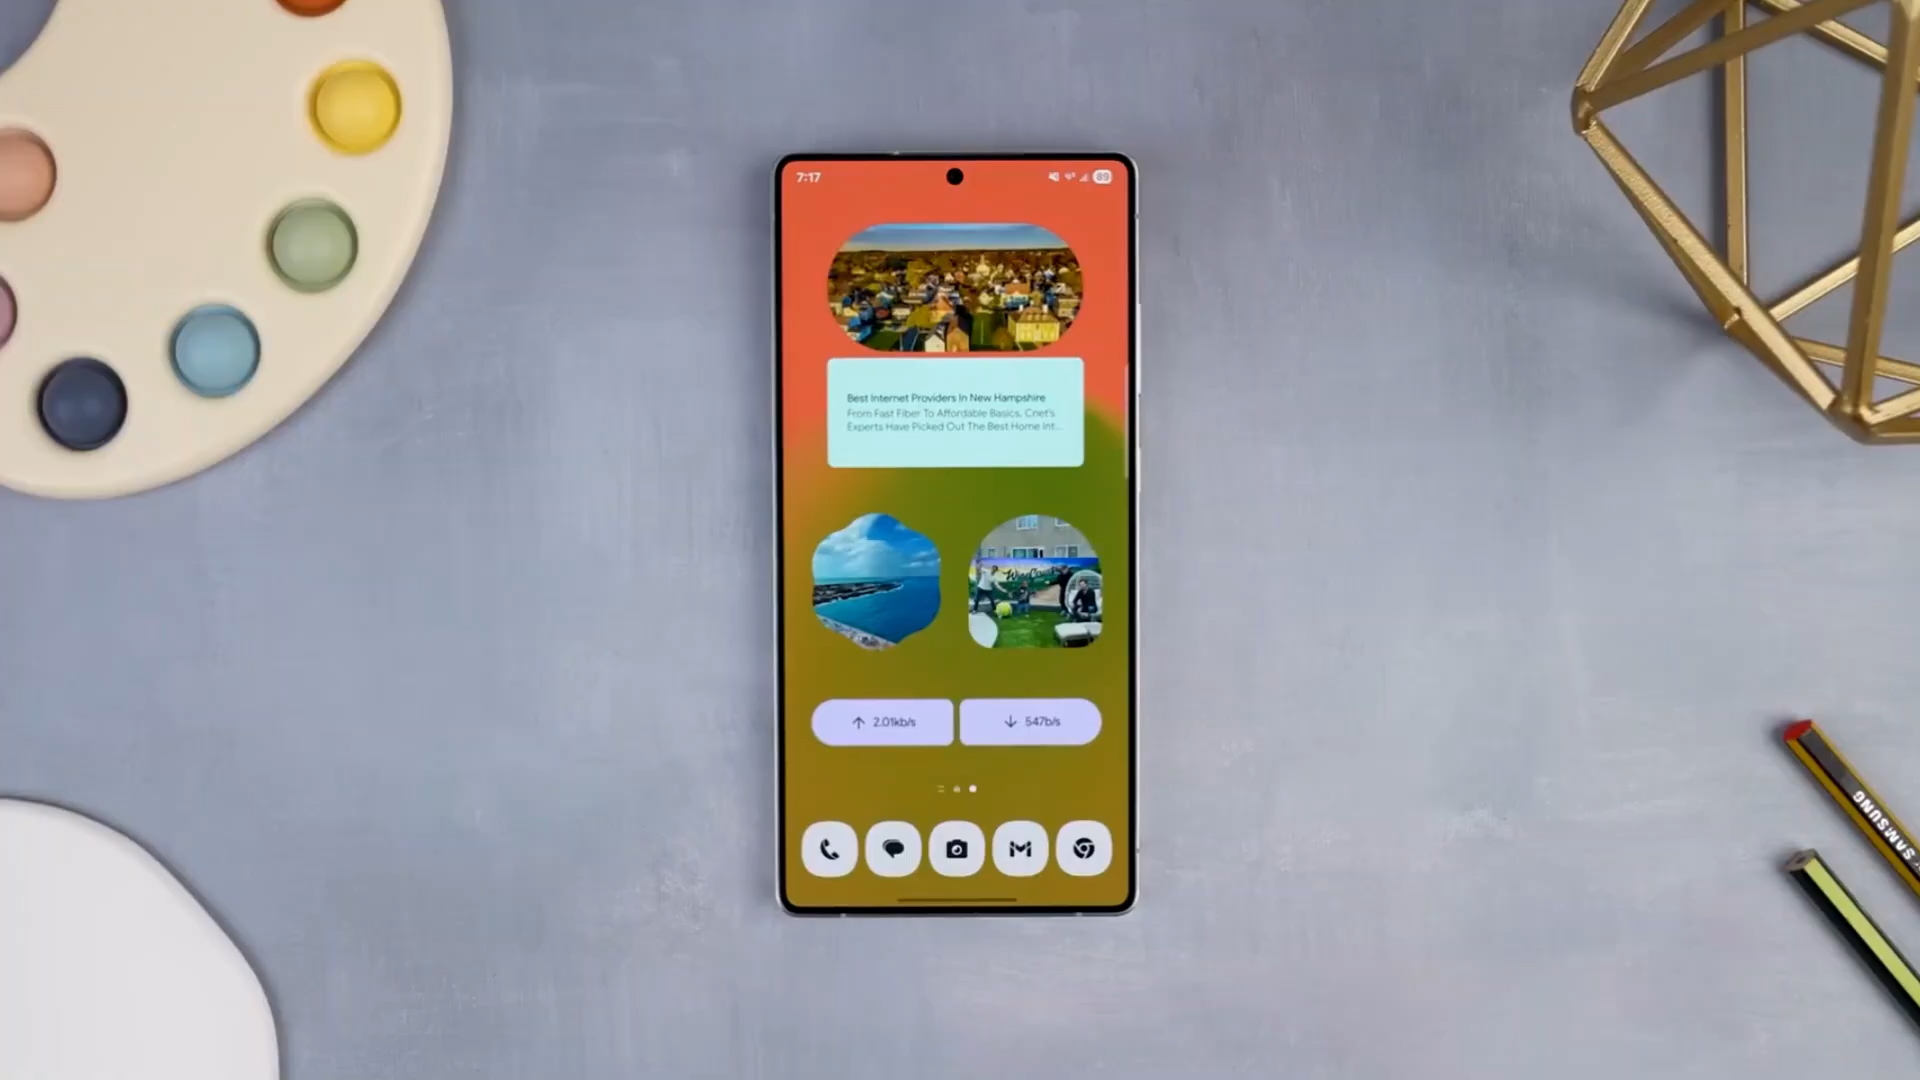 7:17
89
Best Internet Providers In New Hampshire
From Fast Fiber To Affordable Basics, Cnet's
Experts Have Picked Out The Best Home Int...
2.01kb/s
547b/s
SAMSUNG